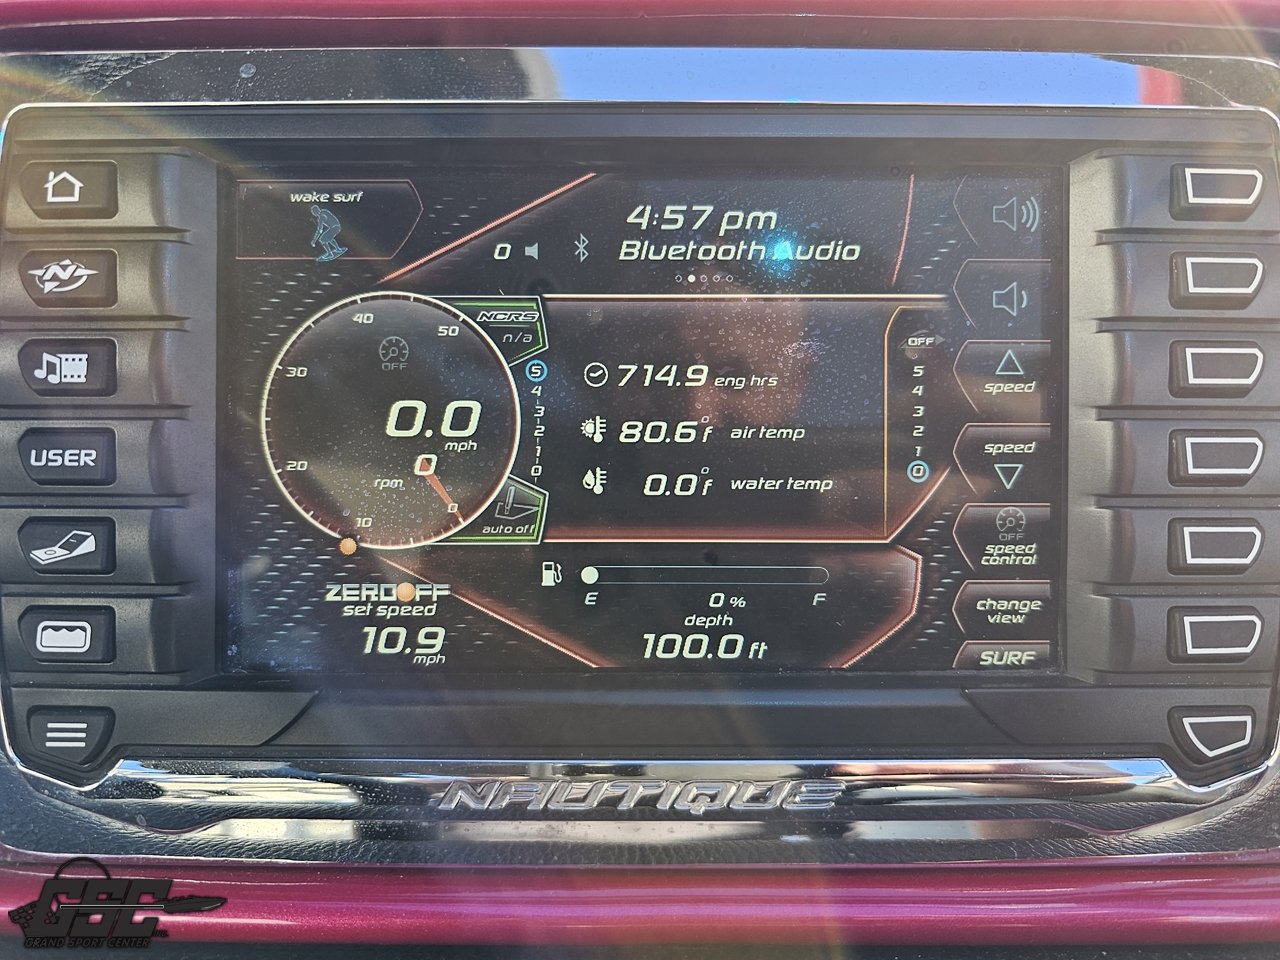 wake surf
4:57 pm
0 Bluetooth Audio
40 50
30
20
10
0
OFF
0.0
mph
0
rpm
NCRS
n/a
5
4
3
2
1
0
auto off
714.9 eng hrs
80.6°f air temp
0.0°f water temp
OFF
5
4
3
2
1
0
E 0 % F
depth
100.0 ft
ZEROOFF
set speed
10.9
mph
speed
speed
OFF
speed
control
change
view
SURF
N
USER
NAUTIQUE
GSC INC.
GRAND SPORT CENTER